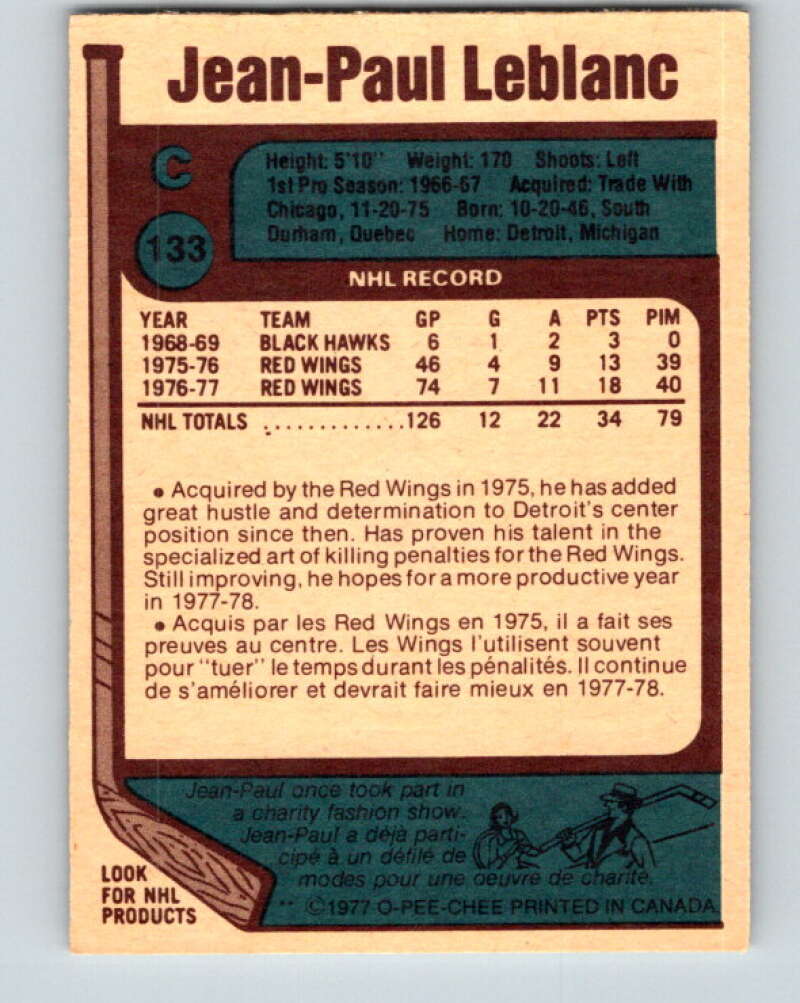 Jean-Paul Leblanc
C
133
Height: 5'10" Weight: 170 Shoots: Left
1st Pro Season: 1966-67 Acquired: Trade With
Chicago, 11-20-75 Born: 10-20-46, South
Durham, Quebec Home: Detroit, Michigan
NHL RECORD
YEAR TEAM GP G A PTS PIM
1968-69 BLACK HAWKS 6 1 2 3 0
1975-76 RED WINGS 46 4 9 13 39
1976-77 RED WINGS 74 7 11 18 40
NHL TOTALS .............126 12 22 34 79
• Acquired by the Red Wings in 1975, he has added
great hustle and determination to Detroit's center
position since then. Has proven his talent in the
specialized art of killing penalties for the Red Wings.
Still improving, he hopes for a more productive year
in 1977-78.
• Acquis par les Red Wings en 1975, il a fait ses
preuves au centre. Les Wings l'utilisent souvent
pour "tuer" le temps durant les pénalités. Il continue
de s'améliorer et devrait faire mieux en 1977-78.
Jean-Paul once took part in
a charity fashion show.
Jean-Paul a déjà parti-
cipé à un défilé de
modes pour une oeuvre de charité.
LOOK
FOR NHL
PRODUCTS
** ©1977 O-PEE-CHEE PRINTED IN CANADA